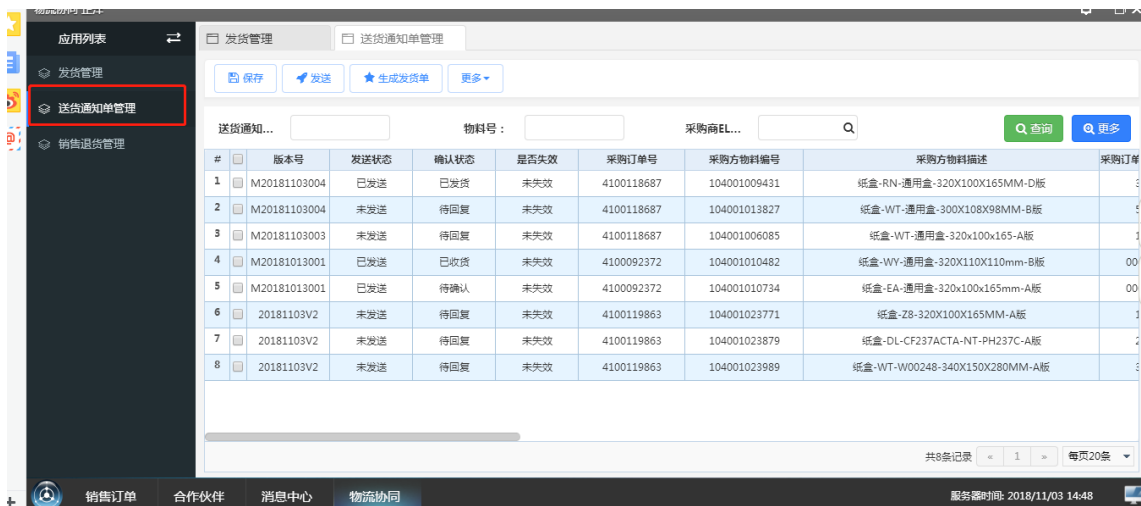 物流协同
应用列表
发货管理
送货通知单管理
销售退货管理
发货管理 送货通知单管理
保存 发送 生成发货单 更多
送货通知... 物料号： 采购商EL... 查询 更多
# 版本号 发送状态 确认状态 是否失效 采购订单号 采购方物料编号 采购方物料描述 采购订单
1 M20181103004 已发送 已发货 未失效 4100118687 104001009431 纸盒-RN-通用盒-320X100X165MM-D版
2 M20181103004 未发送 待回复 未失效 4100118687 104001013827 纸盒-WT-通用盒-300X108X98MM-B版
3 M20181103003 未发送 待回复 未失效 4100118687 104001006085 纸盒-WT-通用盒-320x100x165-A版
4 M20181013001 已发送 已收货 未失效 4100092372 104001010482 纸盒-WY-通用盒-320X110X110mm-B版 00
5 M20181013001 已发送 待确认 未失效 4100092372 104001010734 纸盒-EA-通用盒-320x100x165mm-A版 00
6 20181103V2 未发送 待回复 未失效 4100119863 104001023771 纸盒-Z8-320X100X165MM-A版
7 20181103V2 未发送 待回复 未失效 4100119863 104001023879 纸盒-DL-CF237ACTA-NT-PH237C-A版
8 20181103V2 未发送 待回复 未失效 4100119863 104001023989 纸盒-WT-W00248-340X150X280MM-A版
共8条记录 « 1 » 每页20条
销售订单 合作伙伴 消息中心 物流协同 服务器时间: 2018/11/03 14:48